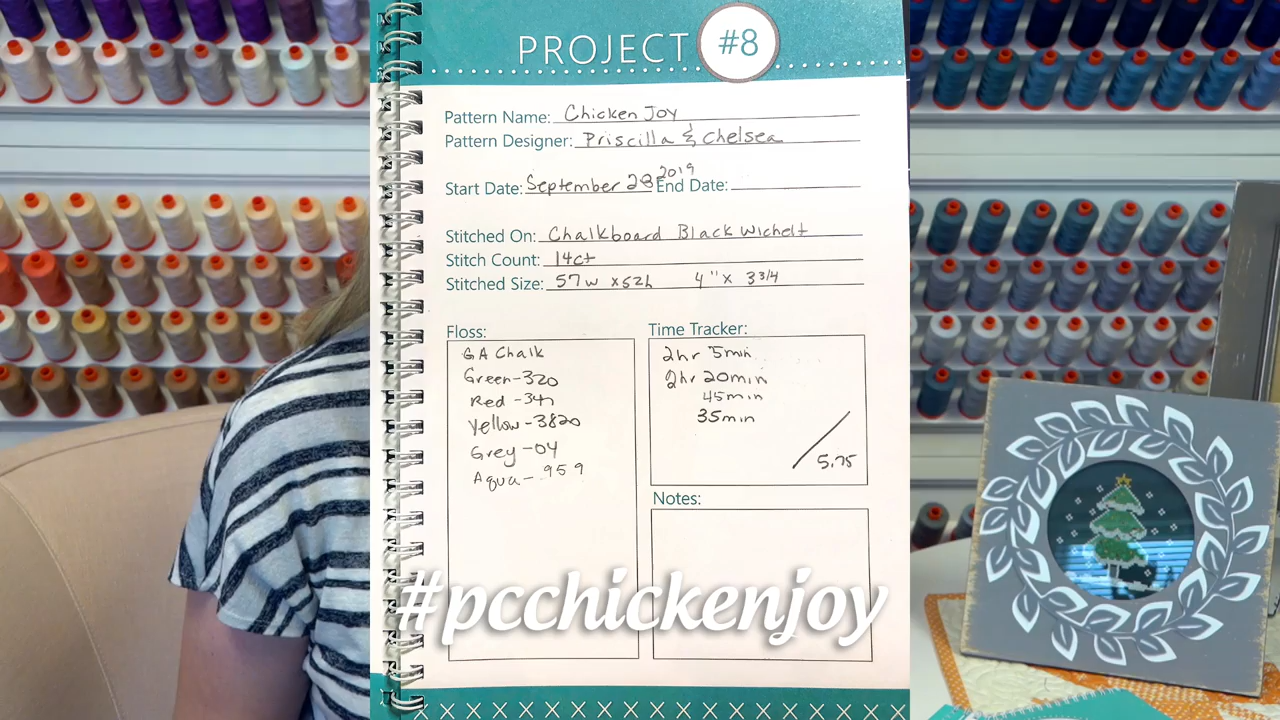 PROJECT #8
Pattern Name: Chicken Joy
Pattern Designer: Priscilla & Chelsea
Start Date: September 28 2019 End Date:
Stitched On: Chalkboard Black Wichelt
Stitch Count: 14ct
Stitched Size: 57w x52h 4" x 3 3/4
Floss:
GA Chalk
Green-320
Red -347
Yellow-3820
Grey -04
Aqua- 959
Time Tracker:
2hr 5min
2hr 20min
45min
35min
5.75
Notes:
#pcchickenjoy